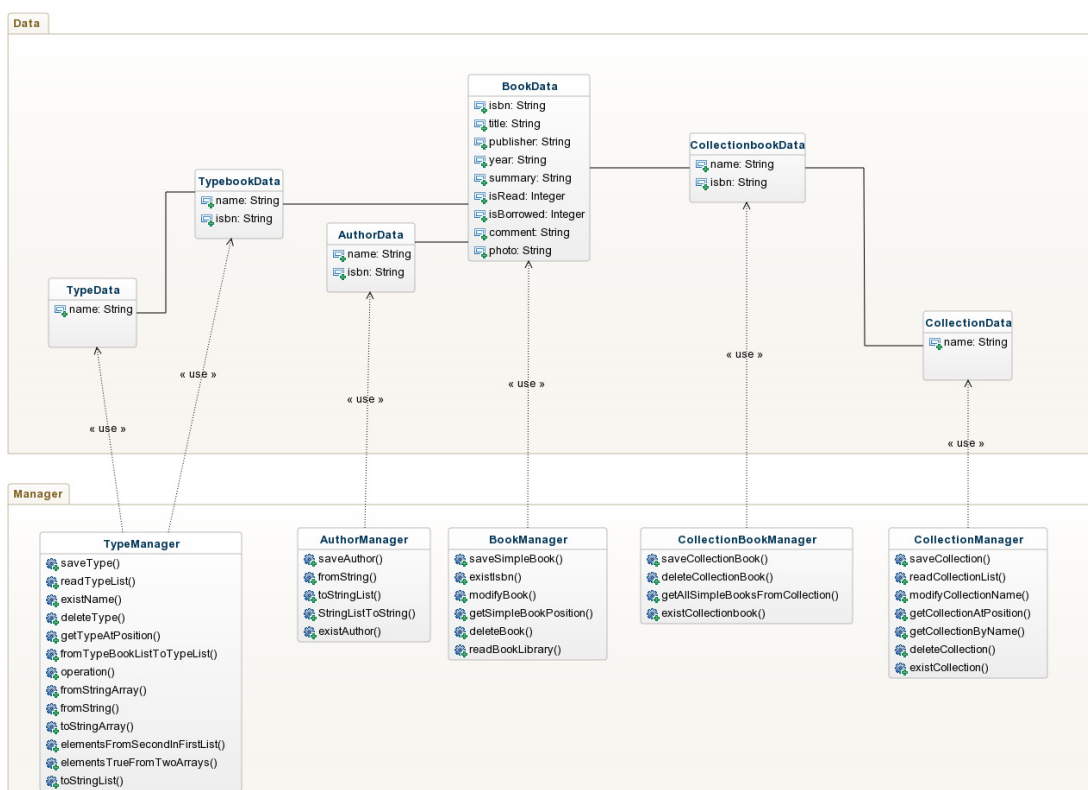 Data
BookData
isbn: String
title: String
publisher: String
year: String
summary: String
isRead: Integer
isBorrowed: Integer
comment: String
photo: String
CollectionbookData
name: String
isbn: String
TypebookData
name: String
isbn: String
AuthorData
name: String
isbn: String
TypeData
name: String
CollectionData
name: String
« use »
« use »
« use »
« use »
« use »
« use »
Manager
TypeManager
saveType()
readTypeList()
existName()
deleteType()
getTypeAtPosition()
fromTypeBookListToTypeList()
operation()
fromStringArray()
fromString()
toStringArray()
elementsFromSecondInFirstList()
elementsTrueFromTwoArrays()
toStringList()
AuthorManager
saveAuthor()
fromString()
toStringList()
StringListToString()
existAuthor()
BookManager
saveSimpleBook()
existIsbn()
modifyBook()
getSimpleBookPosition()
deleteBook()
readBookLibrary()
CollectionBookManager
saveCollectionBook()
deleteCollectionBook()
getAllSimpleBooksFromCollection()
existCollectionbook()
CollectionManager
saveCollection()
readCollectionList()
modifyCollectionName()
getCollectionAtPosition()
getCollectionByName()
deleteCollection()
existCollection()